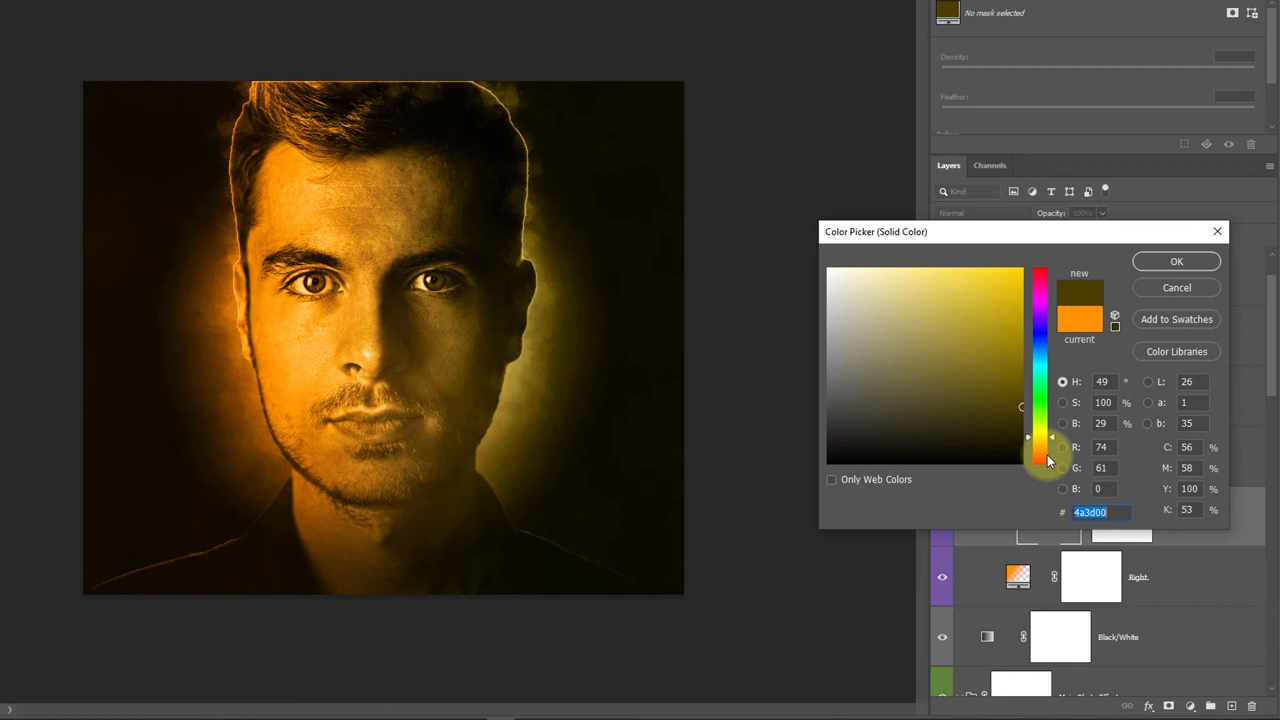 No mask selected
Density:
Feather:
Layers Channels
Kind
Normal Opacity: 100%
Color Picker (Solid Color)
new
current
OK
Cancel
Add to Swatches
Color Libraries
H: 49 °
S: 100 %
B: 29 %
R: 74
G: 61
B: 0
# 4a3d00
L: 26
a: 1
b: 35
C: 56 %
M: 58 %
Y: 100 %
K: 53 %
Only Web Colors
Right
Black/White